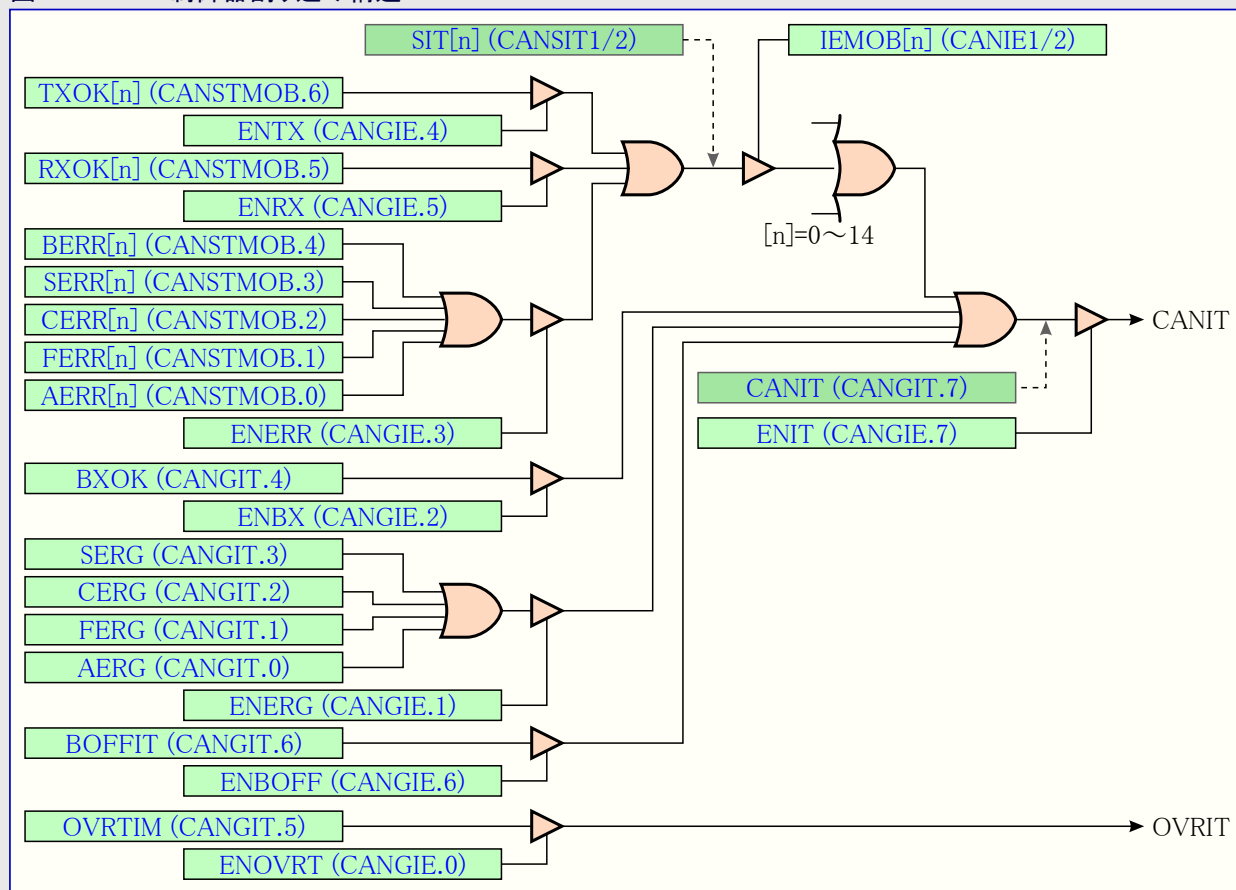 SIT[n] (CANSIT1/2)
IEMOB[n] (CANIE1/2)
TXOK[n] (CANSTMOB.6)
ENTX (CANGIE.4)
RXOK[n] (CANSTMOB.5)
ENRX (CANGIE.5)
[n]=0～14
BERR[n] (CANSTMOB.4)
SERR[n] (CANSTMOB.3)
CERR[n] (CANSTMOB.2)
FERR[n] (CANSTMOB.1)
AERR[n] (CANSTMOB.0)
ENERR (CANGIE.3)
CANIT
CANIT (CANGIT.7)
ENIT (CANGIE.7)
BXOK (CANGIT.4)
ENBX (CANGIE.2)
SERG (CANGIT.3)
CERG (CANGIT.2)
FERG (CANGIT.1)
AERG (CANGIT.0)
ENERG (CANGIE.1)
BOFFIT (CANGIT.6)
ENBOFF (CANGIE.6)
OVRTIM (CANGIT.5)
OVRIT
ENOVRT (CANGIE.0)